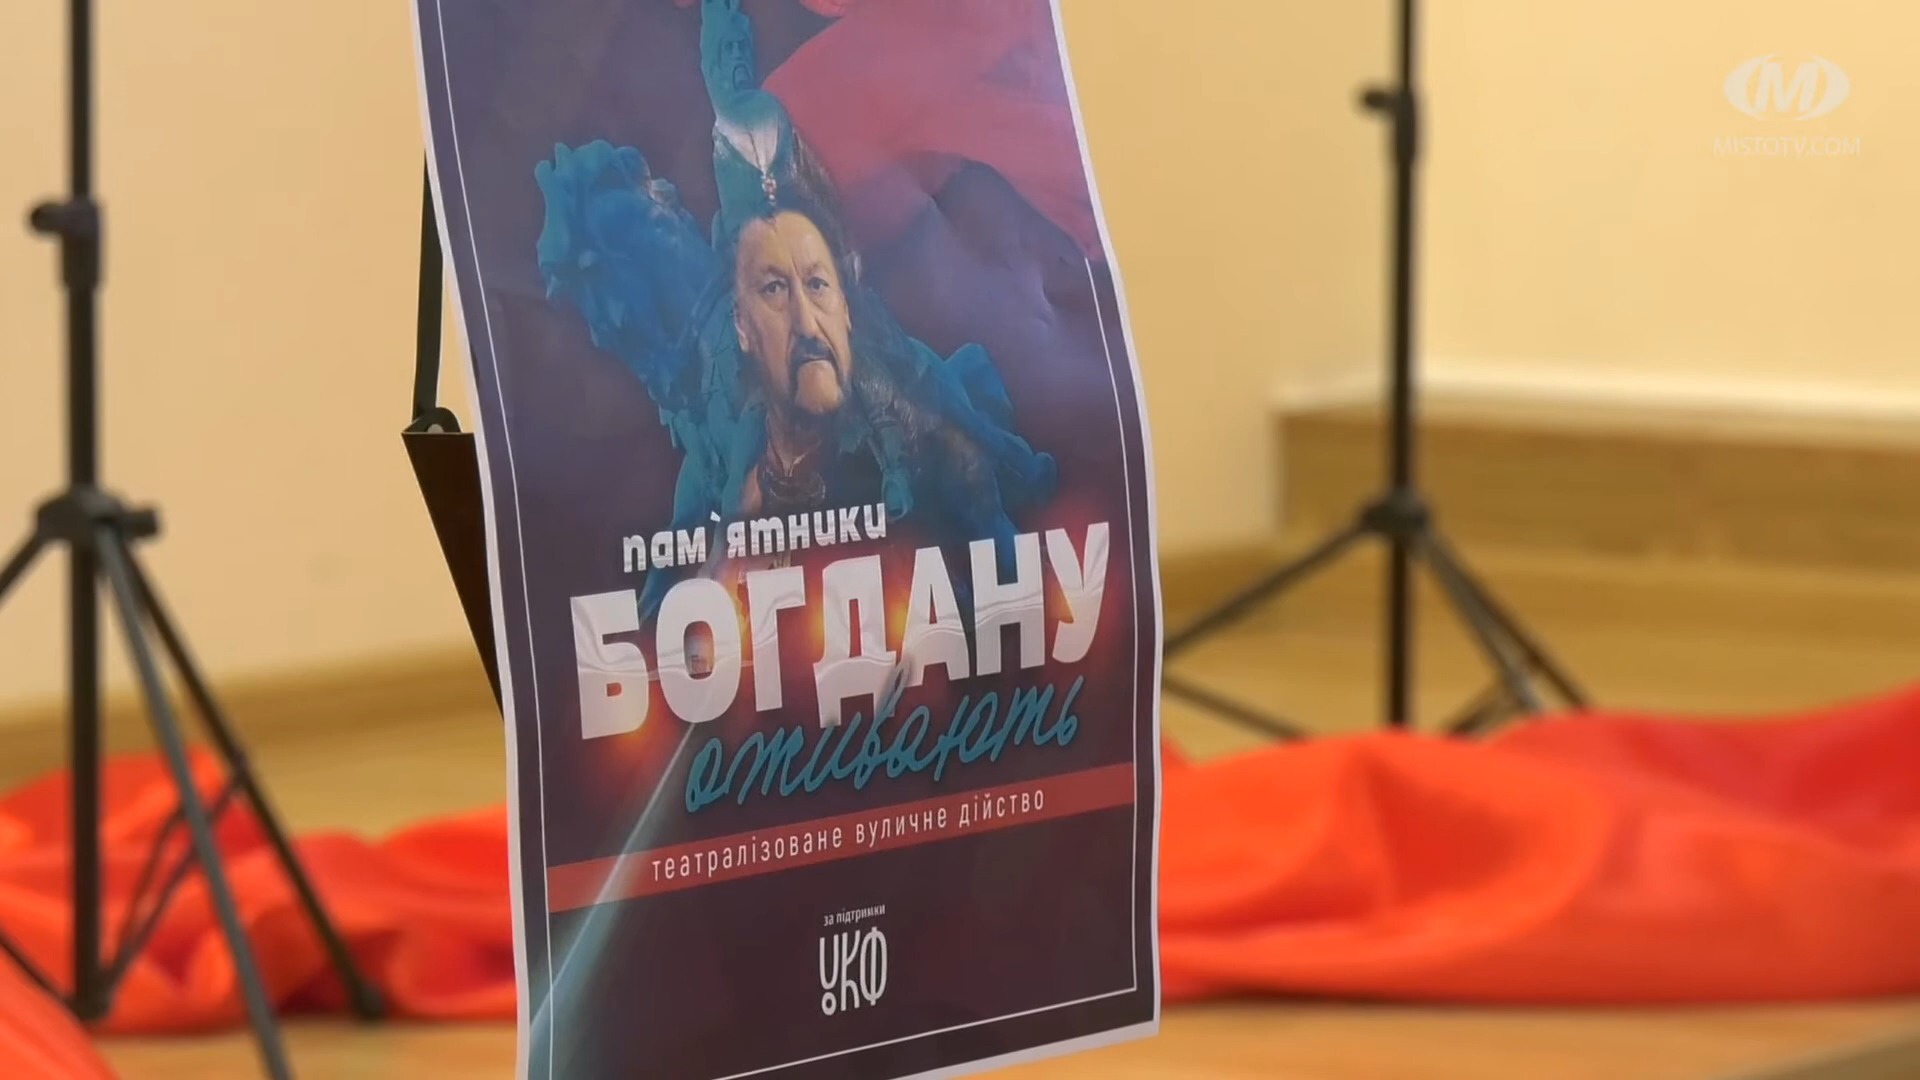 MISTOTV.COM
пам`ятники
БОГДАНУ
оживають
театралізоване вуличне дійство
за підтримки
УКФ